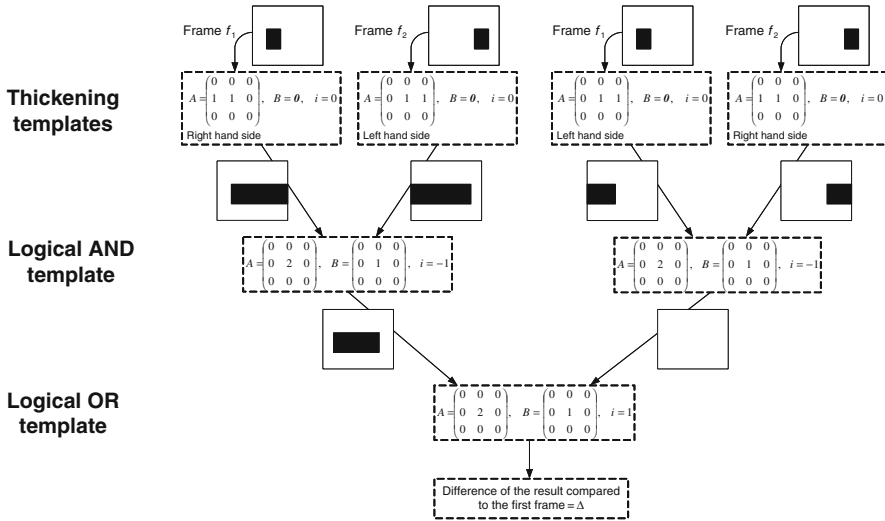 Frame f₁ Frame f₂ Frame f₁ Frame f₂
Thickening
templates
A = (0 0 0
1 1 0
0 0 0), B = 0, i = 0
Right hand side
A = (0 0 0
0 1 1
0 0 0), B = 0, i = 0
Left hand side
A = (0 0 0
0 1 1
0 0 0), B = 0, i = 0
Left hand side
A = (0 0 0
1 1 0
0 0 0), B = 0, i = 0
Right hand side
Logical AND
template
A = (0 0 0
0 2 0
0 0 0), B = (0 0 0
0 1 0
0 0 0), i = −1
A = (0 0 0
0 2 0
0 0 0), B = (0 0 0
0 1 0
0 0 0), i = −1
Logical OR
template
A = (0 0 0
0 2 0
0 0 0), B = (0 0 0
0 1 0
0 0 0), i = 1
Difference of the result compared
to the first frame = Δ